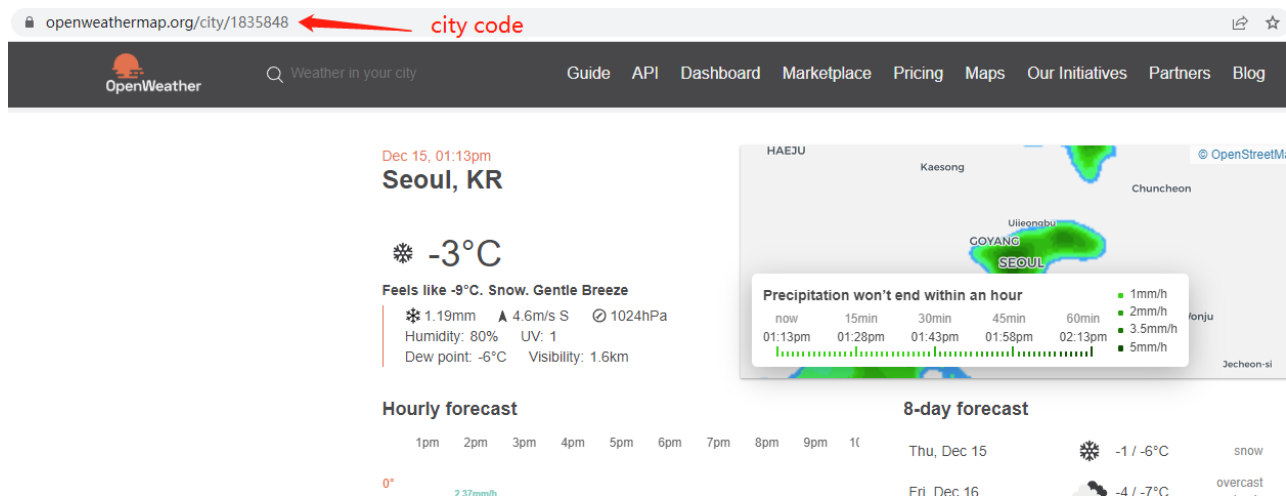 openweathermap.org/city/1835848
city code
OpenWeather
Weather in your city
Guide API Dashboard Marketplace Pricing Maps Our Initiatives Partners Blog
Dec 15, 01:13pm
Seoul, KR
-3°C
Feels like -9°C. Snow. Gentle Breeze
1.19mm 4.6m/s S 1024hPa
Humidity: 80% UV: 1
Dew point: -6°C Visibility: 1.6km
HAEJU
Kaesong
© OpenStreetMa
Chuncheon
Uijeongbu
GOYANG
SEOUL
Precipitation won't end within an hour
now 15min 30min 45min 60min
01:13pm 01:28pm 01:43pm 01:58pm 02:13pm
1mm/h
2mm/h
3.5mm/h
5mm/h
Jecheon-si
Hourly forecast
1pm 2pm 3pm 4pm 5pm 6pm 7pm 8pm 9pm
0°
2.37mm/h
8-day forecast
Thu, Dec 15 -1 / -6°C snow
Fri, Dec 16 -4 / -7°C overcast